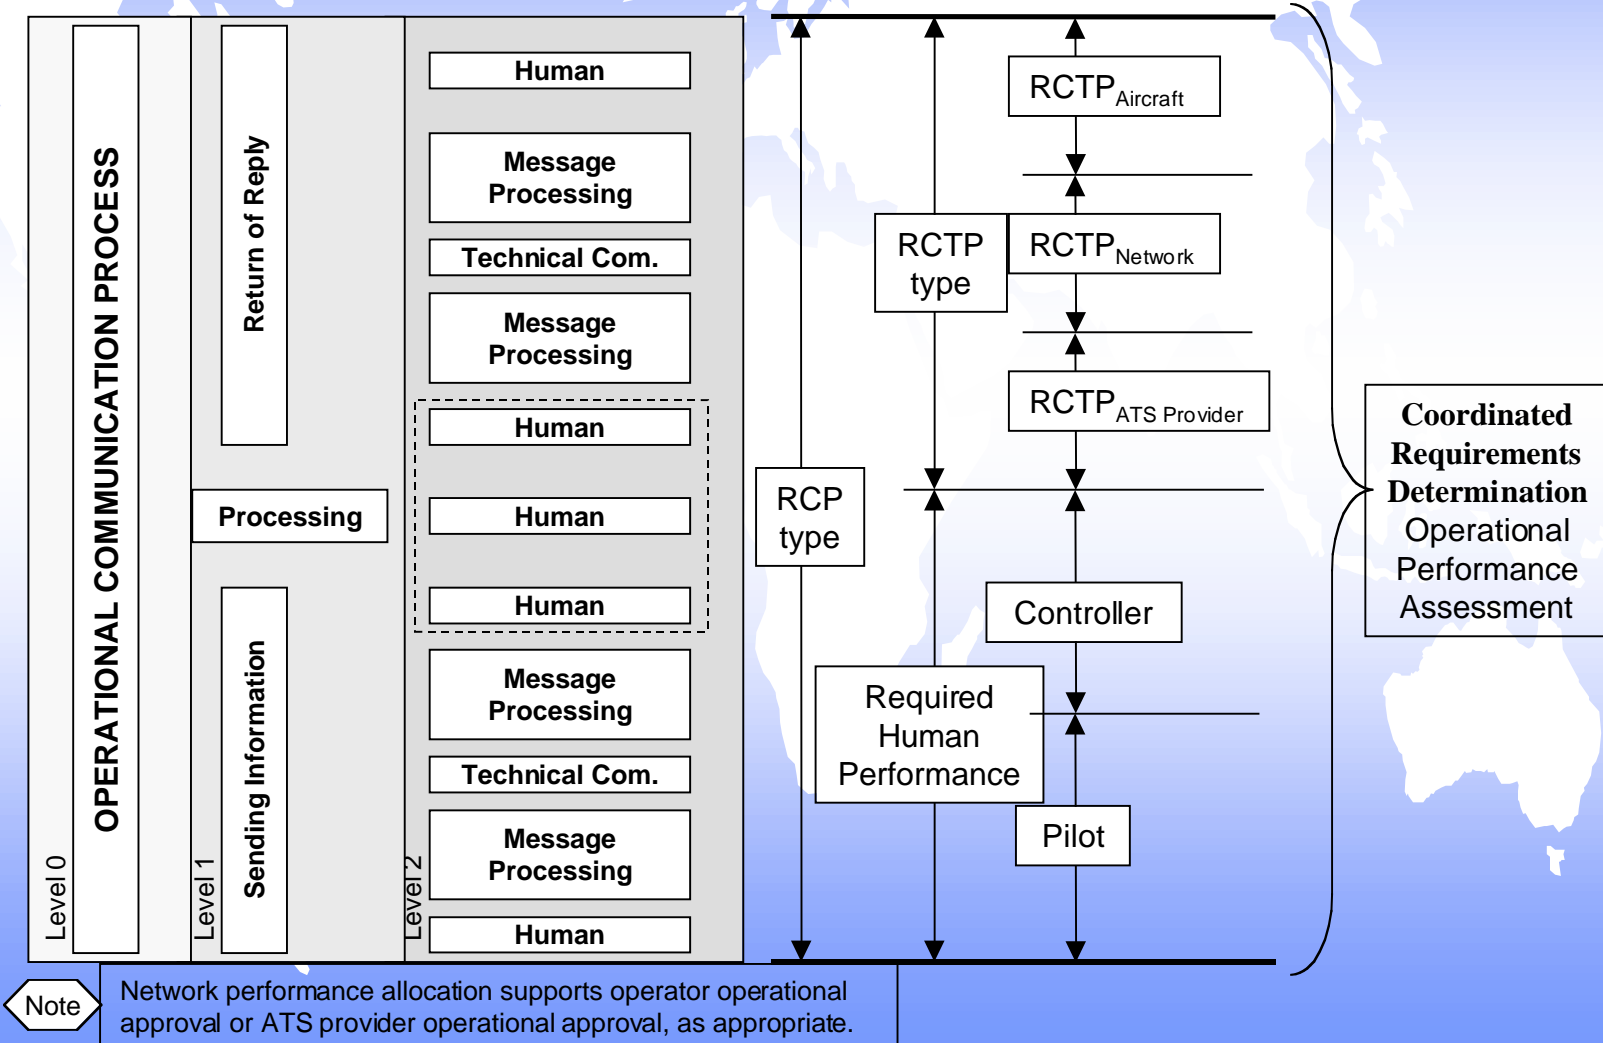 OPERATIONAL COMMUNICATION PROCESS
Level 0
Return of Reply
Processing
Sending Information
Level 1
Human
Message
Processing
Technical Com.
Message
Processing
Human
Human
Human
Message
Processing
Technical Com.
Message
Processing
Human
Level 2
RCP
type
RCTP
type
Required
Human
Performance
RCTPAircraft
RCTPNetwork
RCTPATS Provider
Controller
Pilot
Coordinated
Requirements
Determination
Operational
Performance
Assessment
Note
Network performance allocation supports operator operational
approval or ATS provider operational approval, as appropriate.